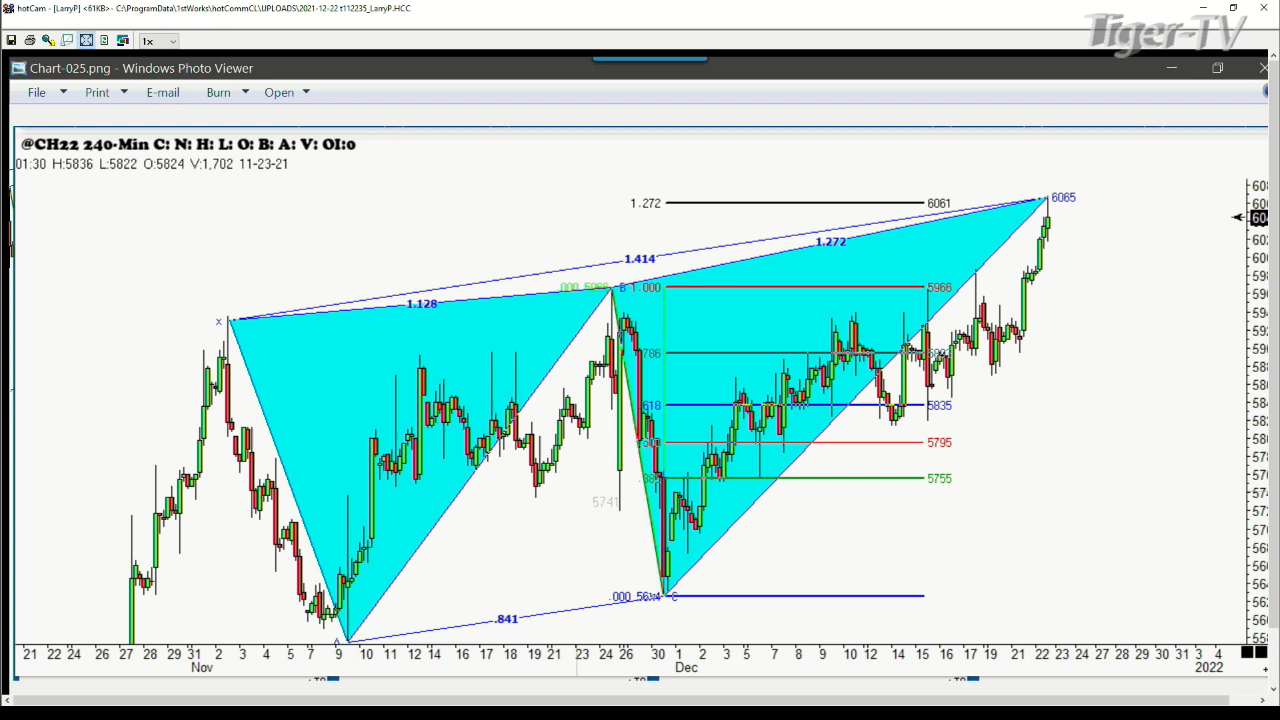 hotCam - [LarryP] <61KB>- C:\ProgramData\1stWorks\hotCommCL\UPLOADS\2021-12-22 t112235_LarryP.HCC
Tiger-TV
1x
Chart-025.png - Windows Photo Viewer
File Print E-mail Burn Open
@CH22 240-Min C: N: H: L: O: B: A: V: OI:0
01:30 H:5836 L:5822 O:5824 V:1,702 11-23-21
1.272 6061
6065
1.272
1.414
1.128
X
B 1.000 5966
.786
.618 5835
5795
5755
5741
C
.841
A
21 22 24 26 27 28 29 31 2 3 4 5 7 9 10 11 12 14 16 17 18 19 21 23 24 26 30 1 2 3 5 7 8 9 10 12 14 15 17 19 21 22 23 24 26 27 28 29 30 31 3 4
Nov Dec 2022